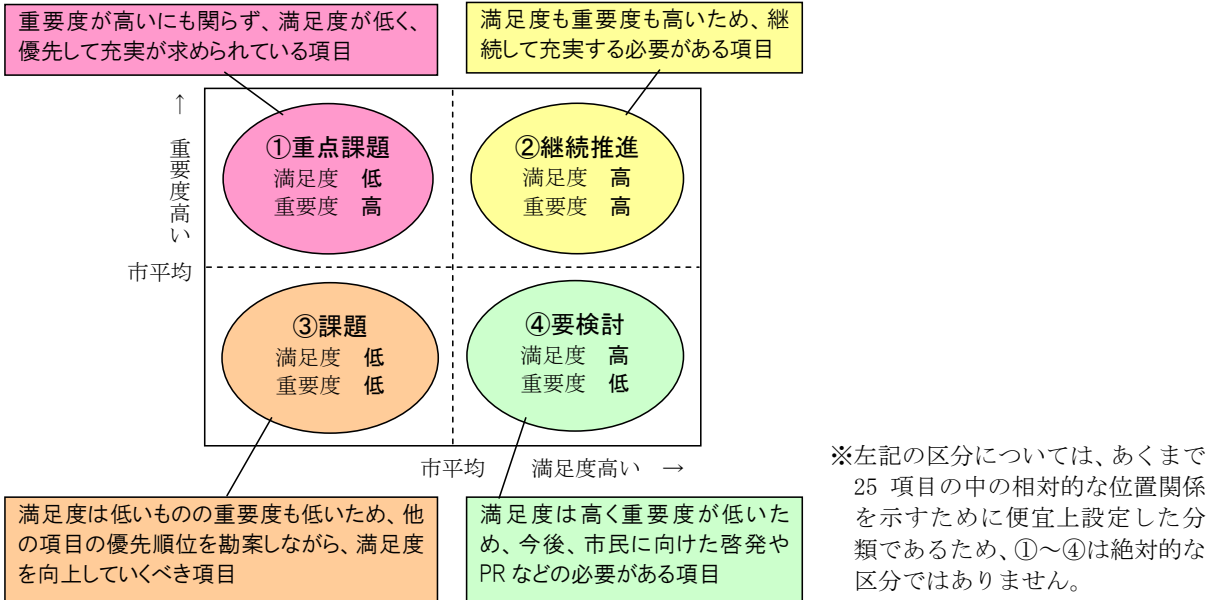 重要度が高いにも関らず、満足度が低く、
優先して充実が求められている項目
満足度も重要度も高いため、継
続して充実する必要がある項目
↑
重要度高い
①重点課題
満足度 低
重要度 高
②継続推進
満足度 高
重要度 高
市平均
③課題
満足度 低
重要度 低
④要検討
満足度 高
重要度 低
市平均 満足度高い →
満足度は低いものの重要度も低いため、他
の項目の優先順位を勘案しながら、満足度
を向上していくべき項目
満足度は高く重要度が低いた
め、今後、市民に向けた啓発や
PR などの必要がある項目
※左記の区分については、あくまで
25 項目の中の相対的な位置関係
を示すために便宜上設定した分
類であるため、①～④は絶対的な
区分ではありません。